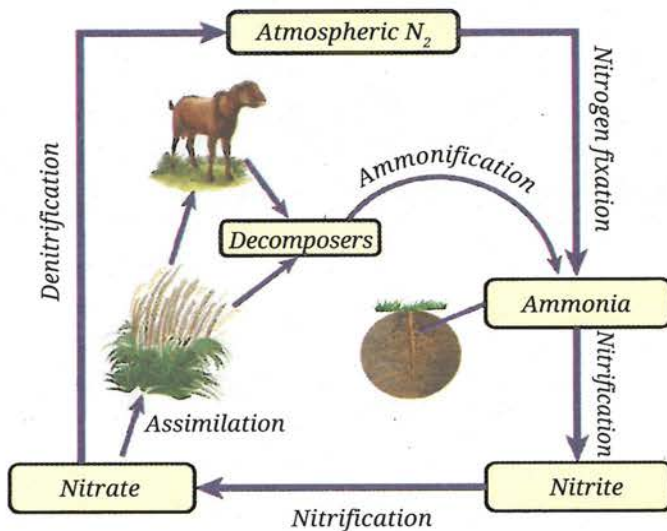 Atmospheric N₂
Nitrogen fixation
Denitrification
Ammonification
Decomposers
Ammonia
Nitrification
Assimilation
Nitrate
Nitrification
Nitrite